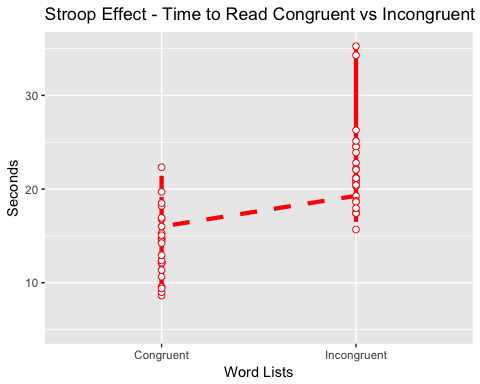 Stroop Effect - Time to Read Congruent vs Incongruent
30
20
10
Seconds
Congruent
Incongruent
Word Lists